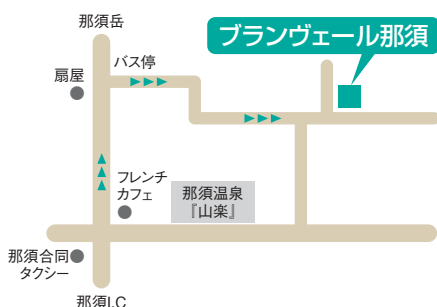 那須岳
ブランヴェール那須
バス停
扇屋
フレンチ
カフェ
那須温泉
『山楽』
那須合同
タクシー
那須I.C